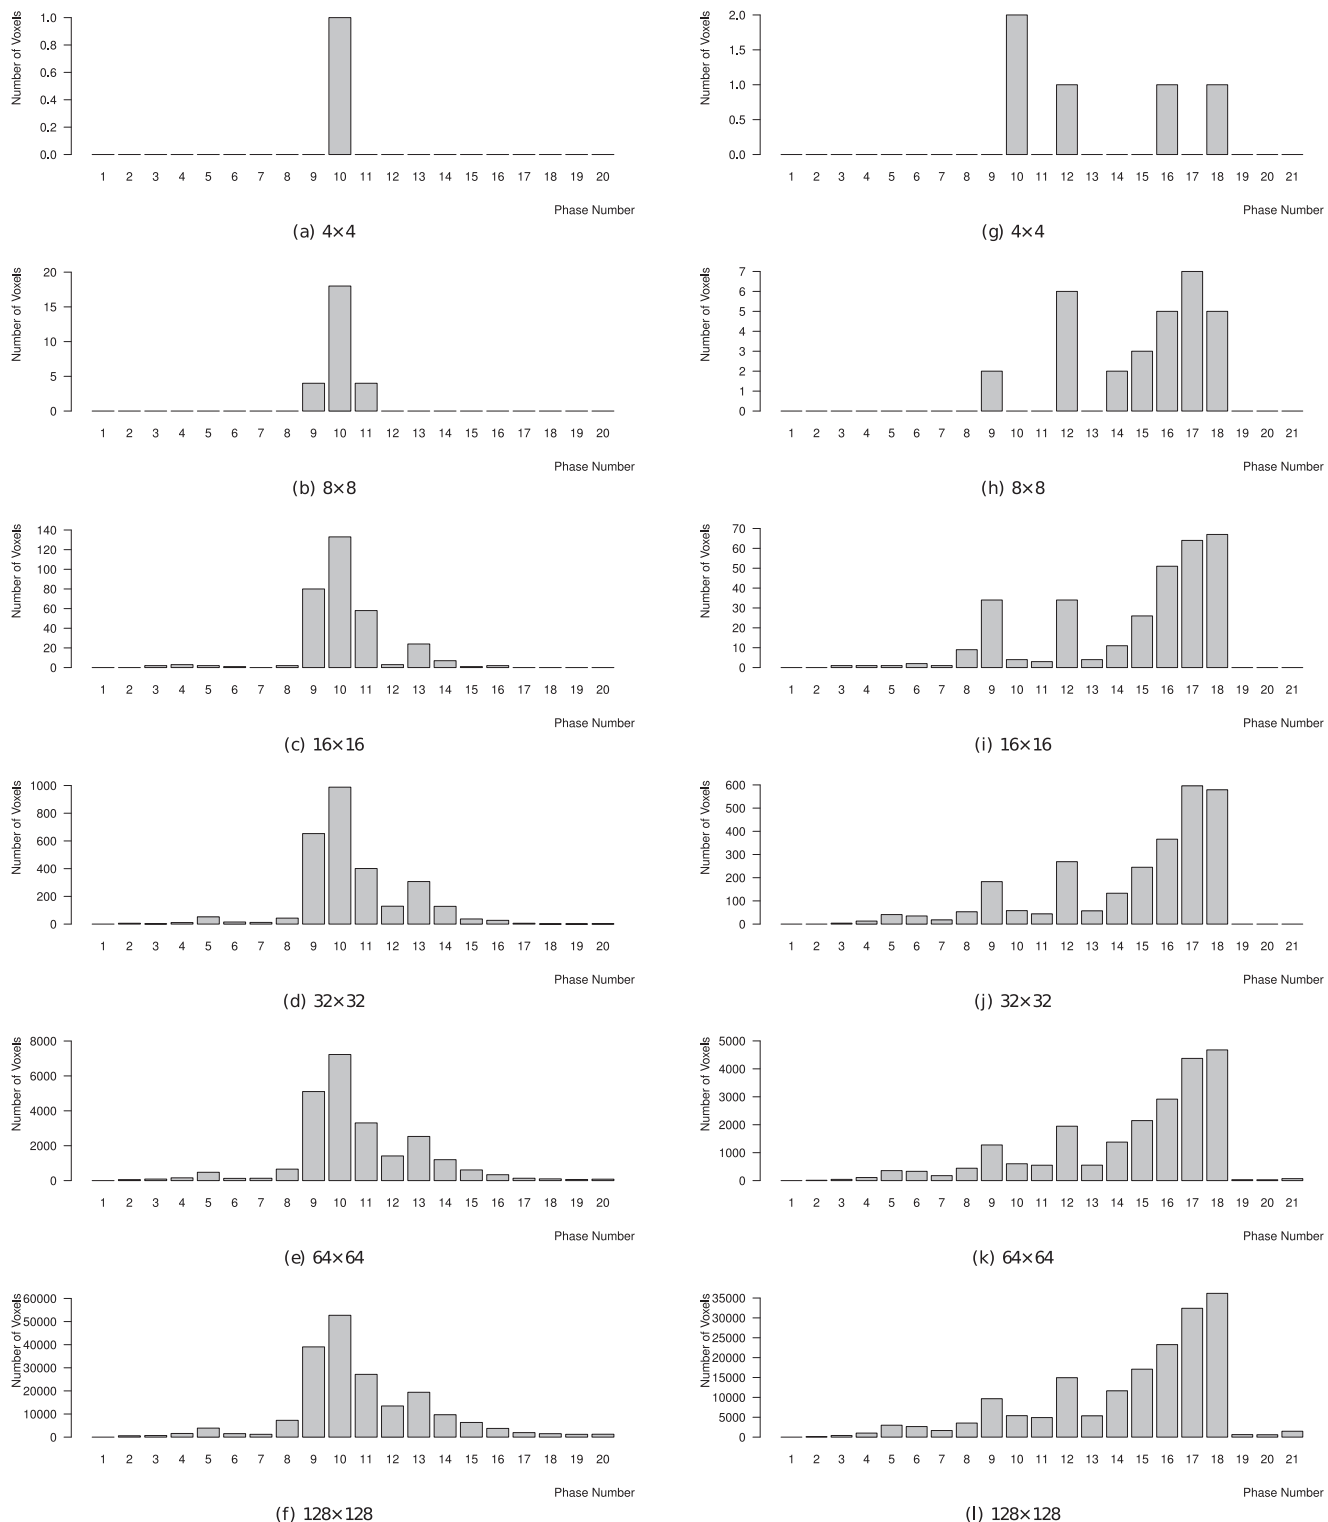 Number of Voxels
1.0
0.8
0.6
0.4
0.2
0.0
1 2 3 4 5 6 7 8 9 10 11 12 13 14 15 16 17 18 19 20
Phase Number
(a) 4×4
Number of Voxels
2.0
1.5
1.0
0.5
0.0
1 2 3 4 5 6 7 8 9 10 11 12 13 14 15 16 17 18 19 20 21
Phase Number
(g) 4×4
Number of Voxels
20
15
10
5
0
1 2 3 4 5 6 7 8 9 10 11 12 13 14 15 16 17 18 19 20
Phase Number
(b) 8×8
Number of Voxels
7
6
5
4
3
2
1
0
1 2 3 4 5 6 7 8 9 10 11 12 13 14 15 16 17 18 19 20 21
Phase Number
(h) 8×8
Number of Voxels
140
120
100
80
60
40
20
0
1 2 3 4 5 6 7 8 9 10 11 12 13 14 15 16 17 18 19 20
Phase Number
(c) 16×16
Number of Voxels
70
60
50
40
30
20
10
0
1 2 3 4 5 6 7 8 9 10 11 12 13 14 15 16 17 18 19 20 21
Phase Number
(i) 16×16
Number of Voxels
1000
800
600
400
200
0
1 2 3 4 5 6 7 8 9 10 11 12 13 14 15 16 17 18 19 20
Phase Number
(d) 32×32
Number of Voxels
600
500
400
300
200
100
0
1 2 3 4 5 6 7 8 9 10 11 12 13 14 15 16 17 18 19 20 21
Phase Number
(j) 32×32
Number of Voxels
8000
6000
4000
2000
0
1 2 3 4 5 6 7 8 9 10 11 12 13 14 15 16 17 18 19 20
Phase Number
(e) 64×64
Number of Voxels
5000
4000
3000
2000
1000
0
1 2 3 4 5 6 7 8 9 10 11 12 13 14 15 16 17 18 19 20 21
Phase Number
(k) 64×64
Number of Voxels
60000
50000
40000
30000
20000
10000
0
1 2 3 4 5 6 7 8 9 10 11 12 13 14 15 16 17 18 19 20
Phase Number
(f) 128×128
Number of Voxels
35000
30000
25000
20000
15000
10000
5000
0
1 2 3 4 5 6 7 8 9 10 11 12 13 14 15 16 17 18 19 20 21
Phase Number
(l) 128×128